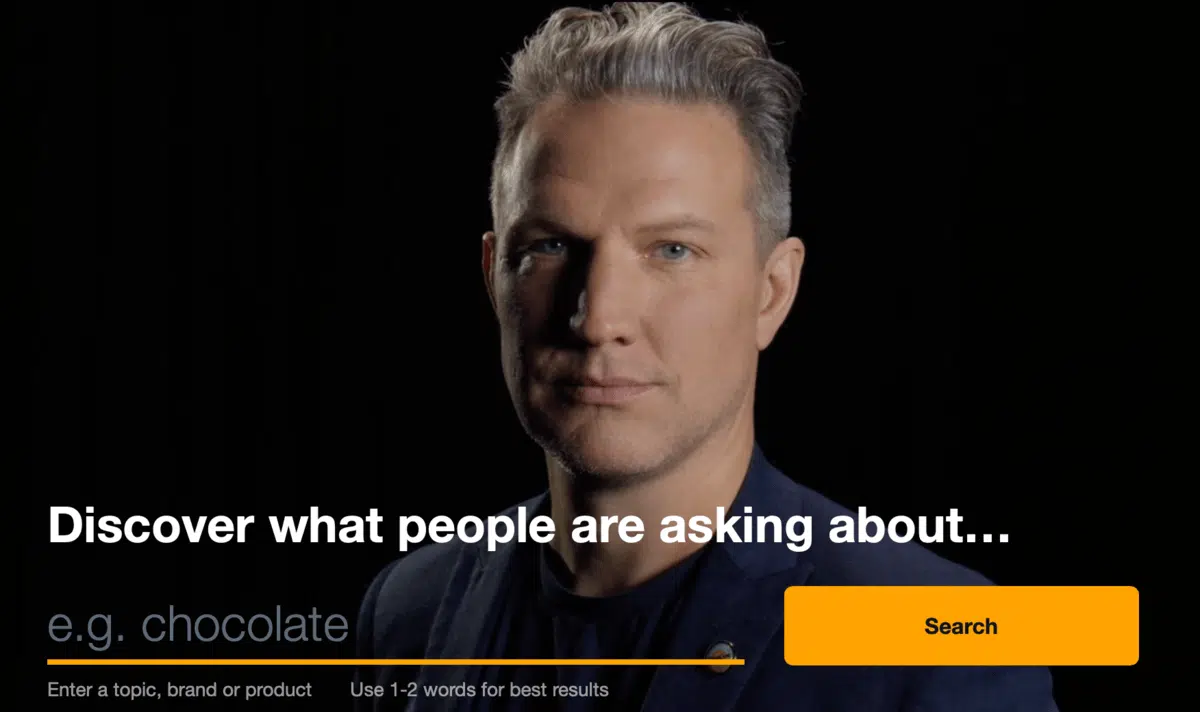 Discover what people are asking about...
e.g. chocolate
Search
Enter a topic, brand or product
Use 1-2 words for best results